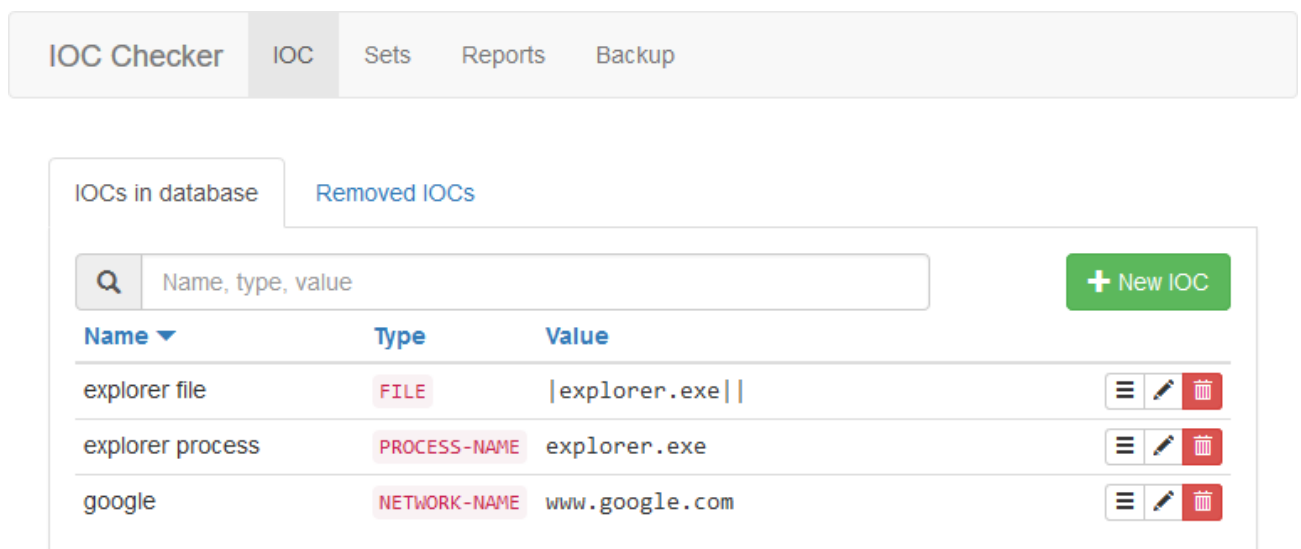 IOC Checker IOC Sets Reports Backup
IOCs in database Removed IOCs
Name, type, value New IOC
Name Type Value
explorer file FILE |explorer.exe||
explorer process PROCESS-NAME explorer.exe
google NETWORK-NAME www.google.com